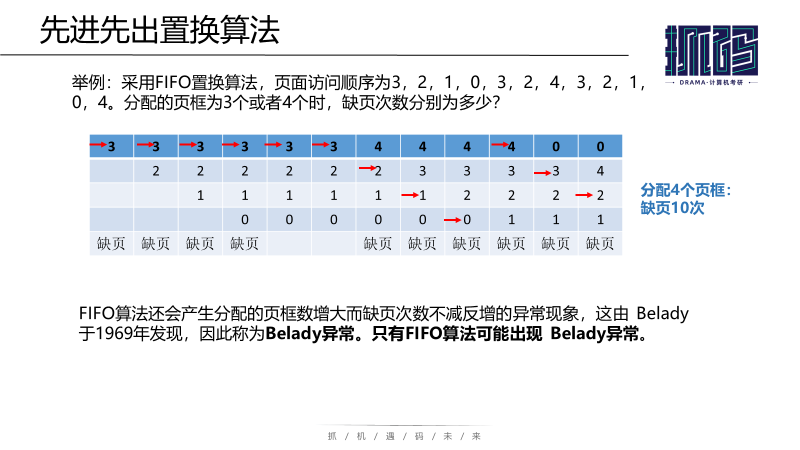 先进先出置换算法
抓码
DRAMA·计算机考研
举例：采用FIFO置换算法，页面访问顺序为3，2，1，0，3，2，4，3，2，1，
0，4。分配的页框为3个或者4个时，缺页次数分别为多少？
3 3 3 3 3 3 4 4 4 4 0 0
2 2 2 2 2 2 3 3 3 3 4
1 1 1 1 1 1 2 2 2 2
0 0 0 0 0 0 1 1 1
缺页 缺页 缺页 缺页 缺页 缺页 缺页 缺页 缺页 缺页
分配4个页框：
缺页10次
FIFO算法还会产生分配的页框数增大而缺页次数不减反增的异常现象，这由 Belady
于1969年发现，因此称为Belady异常。只有FIFO算法可能出现 Belady异常。
抓 / 机 / 遇 / 码 / 未 / 来